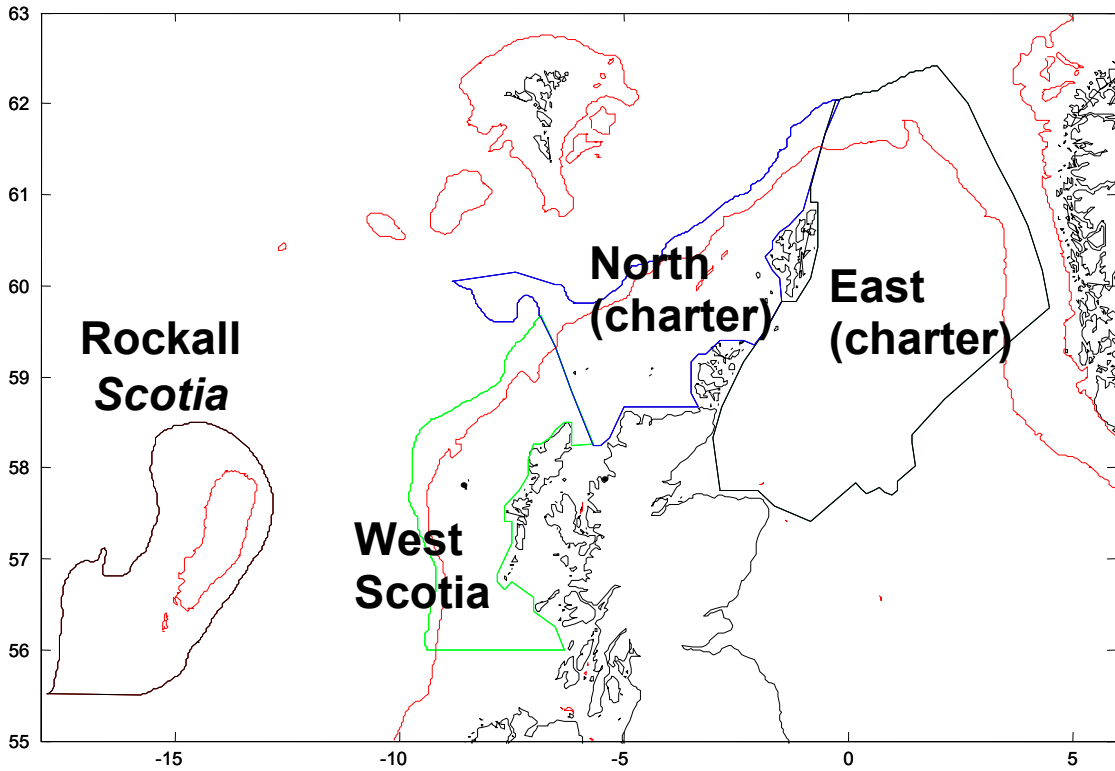 63
62
61
60
59
58
57
56
55
North
(charter)
East
(charter)
Rockall
Scotia
West
Scotia
-15
-10
-5
0
5